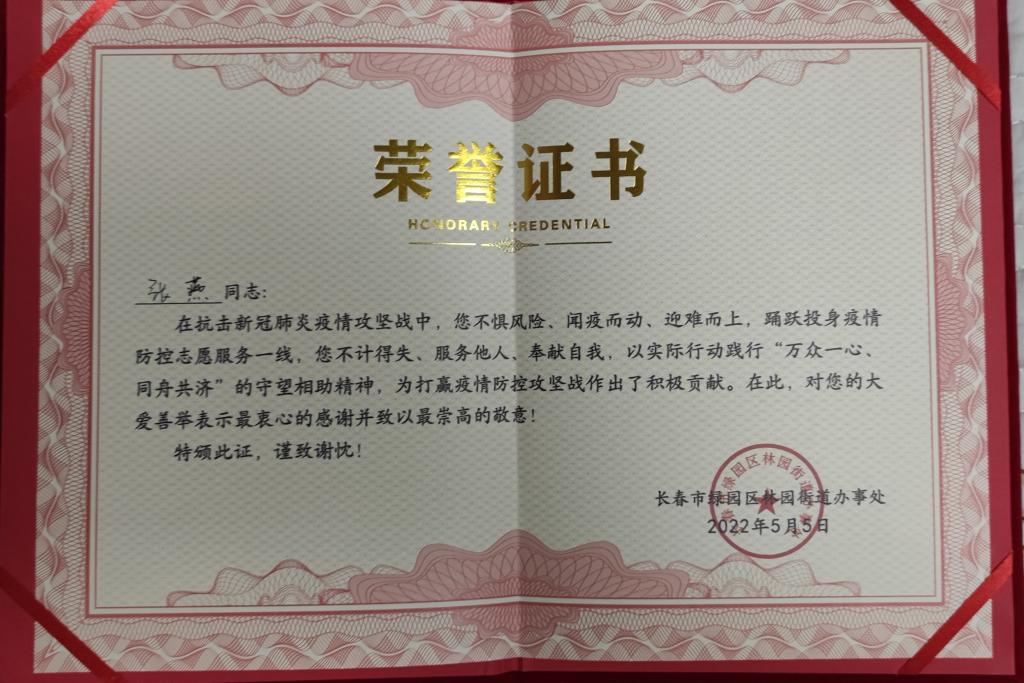 荣誉证书
HONORARY CREDENTIAL
张燕同志：
在抗击新冠肺炎疫情攻坚战中，您不惧风险、闻疫而动、迎难而上，踊跃投身疫情
防控志愿服务一线，您不计得失、服务他人、奉献自我，以实际行动践行“万众一心、
同舟共济”的守望相助精神，为打赢疫情防控攻坚战作出了积极贡献。在此，对您的大
爱善举表示最衷心的感谢并致以最崇高的敬意！
特颁此证，谨致谢忱！
长春市绿园区林园街道办事处
2022年5月5日
绿园区林园街道